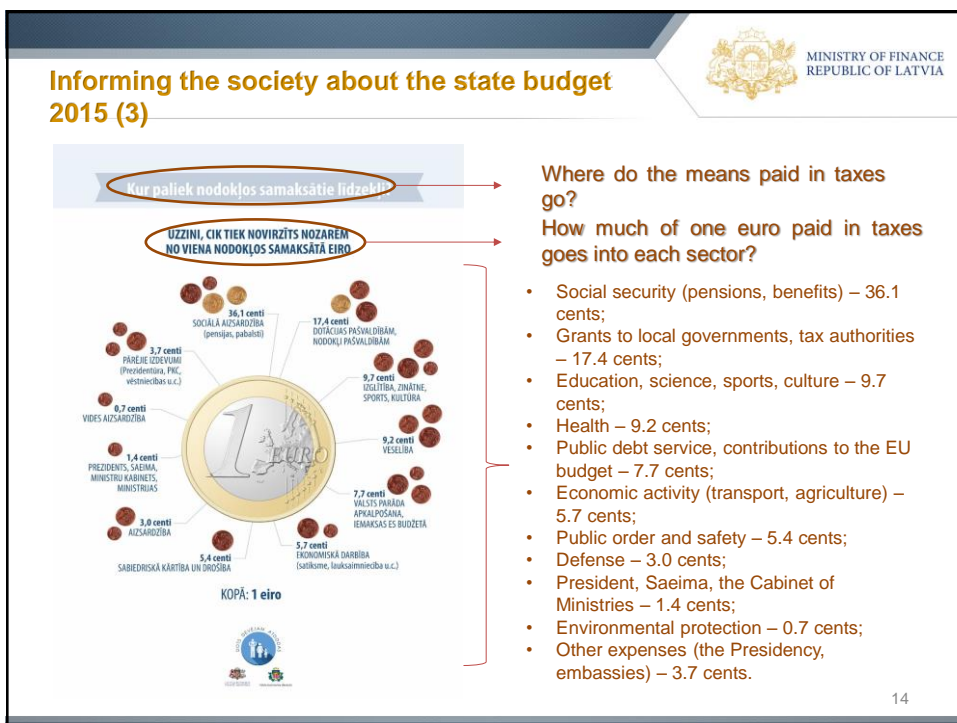 MINISTRY OF FINANCE
REPUBLIC OF LATVIA
Informing the society about the state budget
2015 (3)
Kur paliek nodokļos samaksātie līdzekļi?
UZZINI, CIK TIEK NOVIRZĪTS NOZARĒM
NO VIENA NODOKĻOS SAMAKSĀTĀ EIRO
36,1 centi
SOCIĀLĀ AIZSARDZĪBA
(pensijas, pabalsti)
17,4 centi
DOTĀCIJAS PAŠVALDĪBĀM,
NODOKĻI PAŠVALDĪBĀM
9,7 centi
IZGLĪTĪBA, ZINĀTNE,
SPORTS, KULTŪRA
9,2 centi
VESELĪBA
7,7 centi
VALSTS PARĀDA
APKALPOŠANA,
IEMAKSAS ES BUDŽETĀ
5,7 centi
EKONOMISKĀ DARBĪBA
(satiksme, lauksaimniecība u.c.)
5,4 centi
SABIEDRISKĀ KĀRTĪBA UN DROŠĪBA
3,0 centi
AIZSARDZĪBA
1,4 centi
PREZIDENTS, SAEIMA,
MINISTRU KABINETS,
MINISTRIJAS
0,7 centi
VIDES AIZSARDZĪBA
3,7 centi
PĀRĒJIE IZDEVUMI
(Prezidentūra, PKC,
vēstniecības u.c.)
1 EURO
KOPĀ: 1 eiro
Where do the means paid in taxes
go?
How much of one euro paid in taxes
goes into each sector?
• Social security (pensions, benefits) – 36.1
cents;
• Grants to local governments, tax authorities
– 17.4 cents;
• Education, science, sports, culture – 9.7
cents;
• Health – 9.2 cents;
• Public debt service, contributions to the EU
budget – 7.7 cents;
• Economic activity (transport, agriculture) –
5.7 cents;
• Public order and safety – 5.4 cents;
• Defense – 3.0 cents;
• President, Saeima, the Cabinet of
Ministries – 1.4 cents;
• Environmental protection – 0.7 cents;
• Other expenses (the Presidency,
embassies) – 3.7 cents.
14